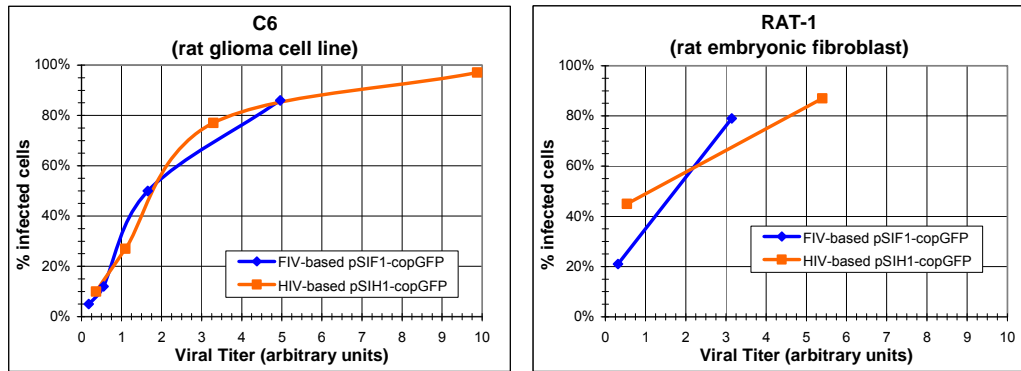 C6
(rat glioma cell line)
100%
80%
60%
40%
20%
0%
% infected cells
FIV-based pSIF1-copGFP
HIV-based pSIH1-copGFP
0 1 2 3 4 5 6 7 8 9 10
Viral Titer (arbitrary units)
RAT-1
(rat embryonic fibroblast)
100%
80%
60%
40%
20%
0%
% infected cells
FIV-based pSIF1-copGFP
HIV-based pSIH1-copGFP
0 1 2 3 4 5 6 7 8 9 10
Viral Titer (arbitrary units)